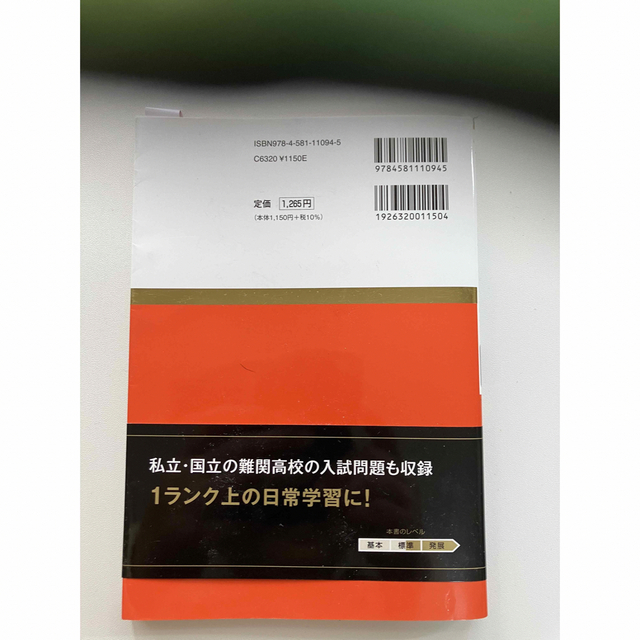 ISBN978-4-581-11094-5
C6320 ¥1150E
9784581110945
定価 1,265円
(本体1,150円+税10%)
1926320011504
私立・国立の難関高校の入試問題も収録
1ランク上の日常学習に!
本書のレベル
基本 標準 発展